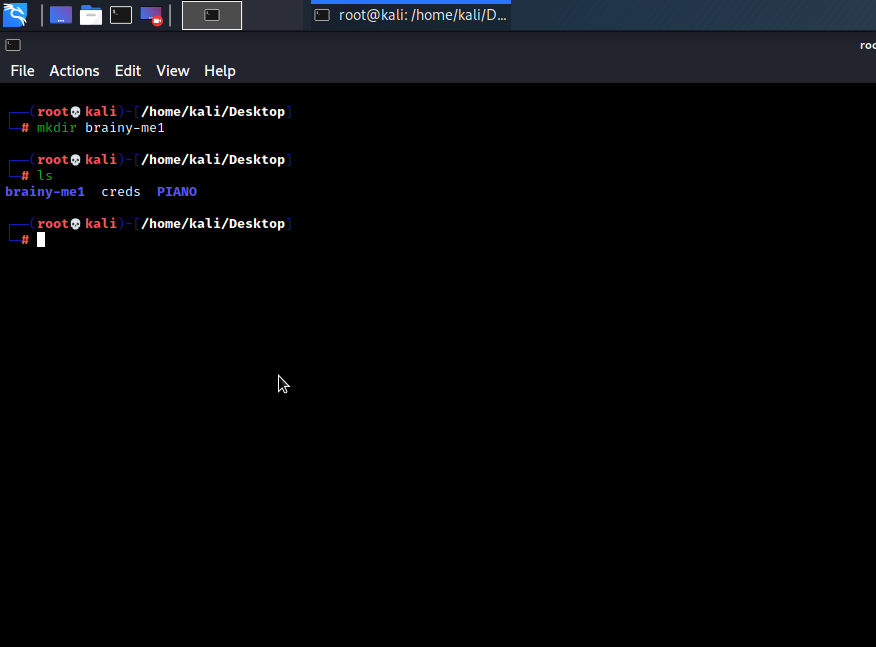 root@kali: /home/kali/D...
roo
File Actions Edit View Help
┌──(root💀kali)-[/home/kali/Desktop]
└─# mkdir brainy-me1
┌──(root💀kali)-[/home/kali/Desktop]
└─# ls
brainy-me1 creds PIANO
┌──(root💀kali)-[/home/kali/Desktop]
└─#